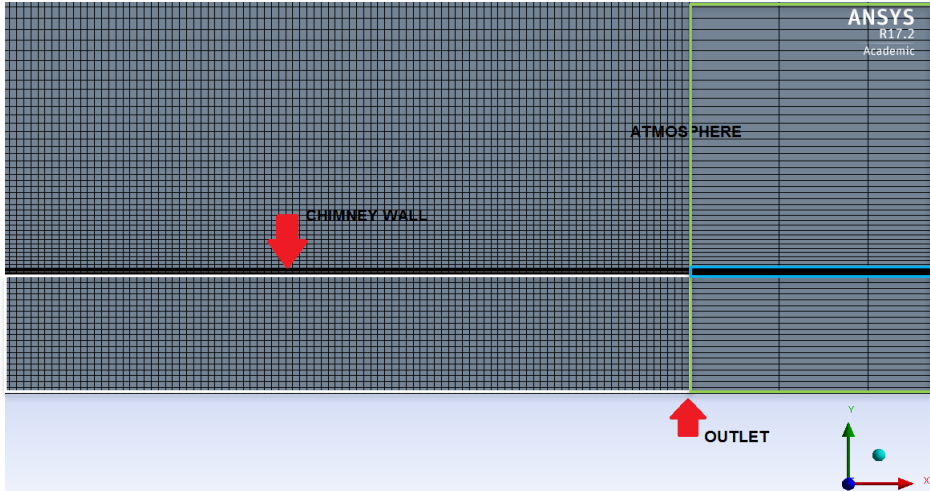 ANSYS
R17.2
Academic
ATMOSPHERE
CHIMNEY WALL
OUTLET
Y
X